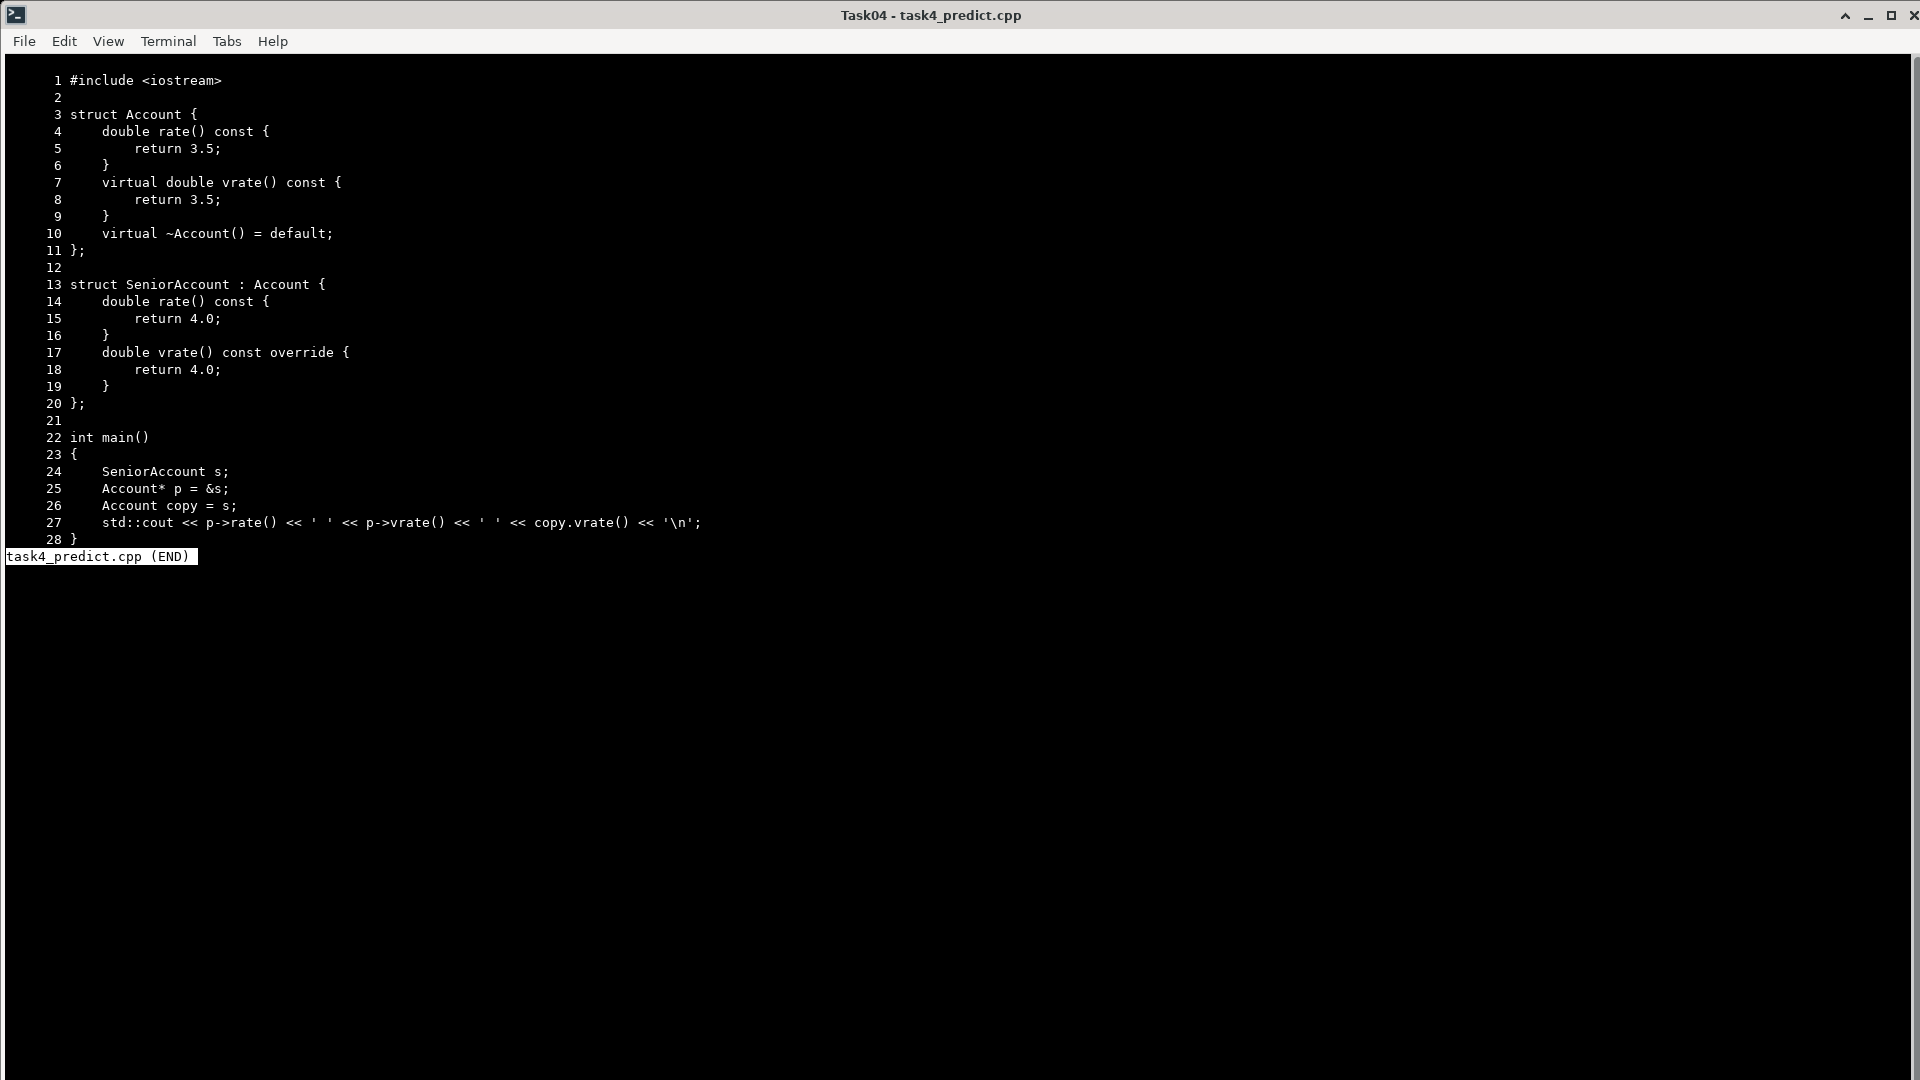 Task04 - task4_predict.cpp
File Edit View Terminal Tabs Help
1 #include <iostream>
2
3 struct Account {
4     double rate() const {
5         return 3.5;
6     }
7     virtual double vrate() const {
8         return 3.5;
9     }
10     virtual ~Account() = default;
11 };
12
13 struct SeniorAccount : Account {
14     double rate() const {
15         return 4.0;
16     }
17     double vrate() const override {
18         return 4.0;
19     }
20 };
21
22 int main()
23 {
24     SeniorAccount s;
25     Account* p = &s;
26     Account copy = s;
27     std::cout << p->rate() << ' ' << p->vrate() << ' ' << copy.vrate() << '\n';
28 }
task4_predict.cpp (END)